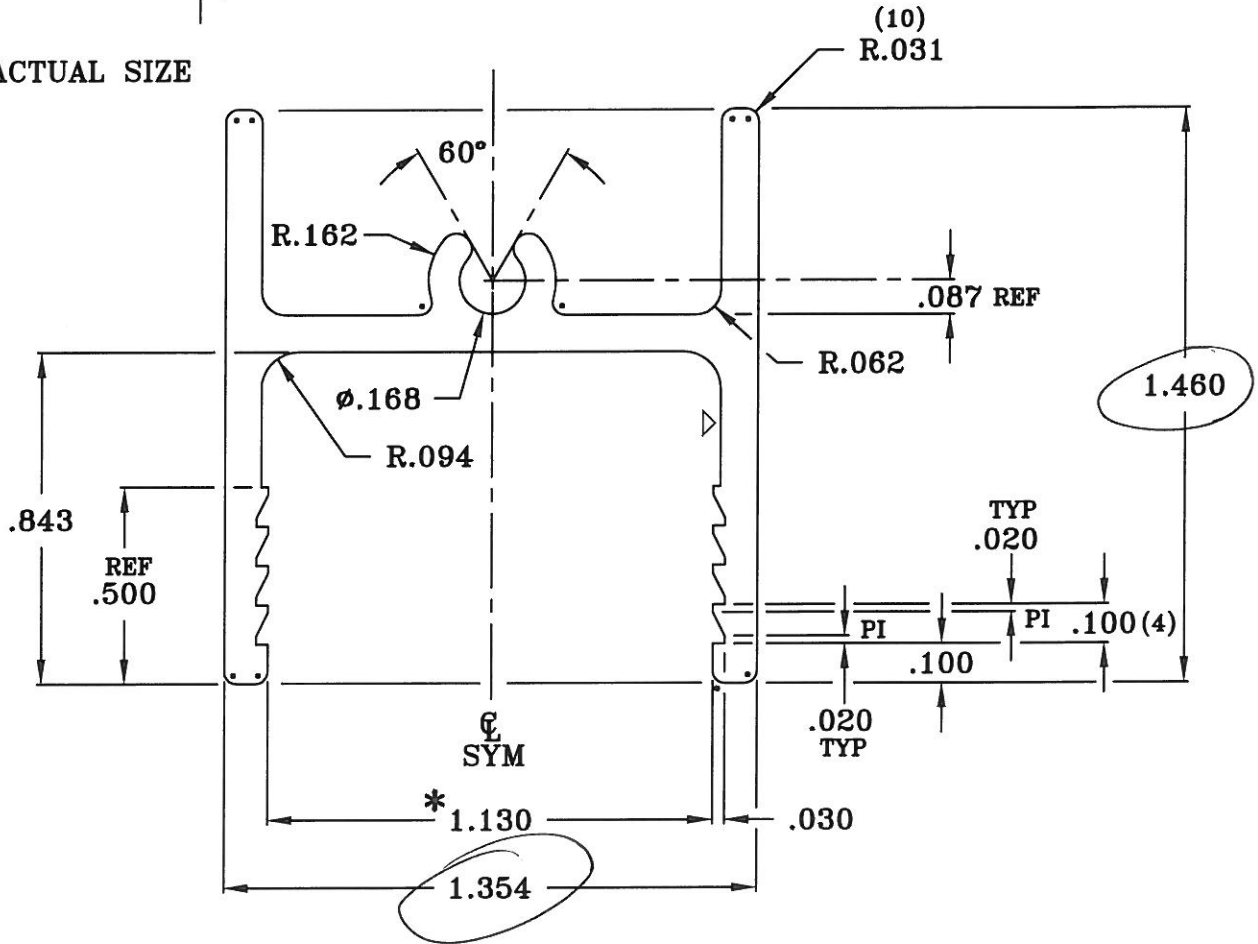 (10)
R.031
ACTUAL SIZE
60°
R.162
.087 REF
R.062
1.460
ø.168
R.094
.843
TYP
.020
REF
.500
PI
.100(4)
PI
.100
.020
TYP
℄
SYM
* 1.130
.030
1.354